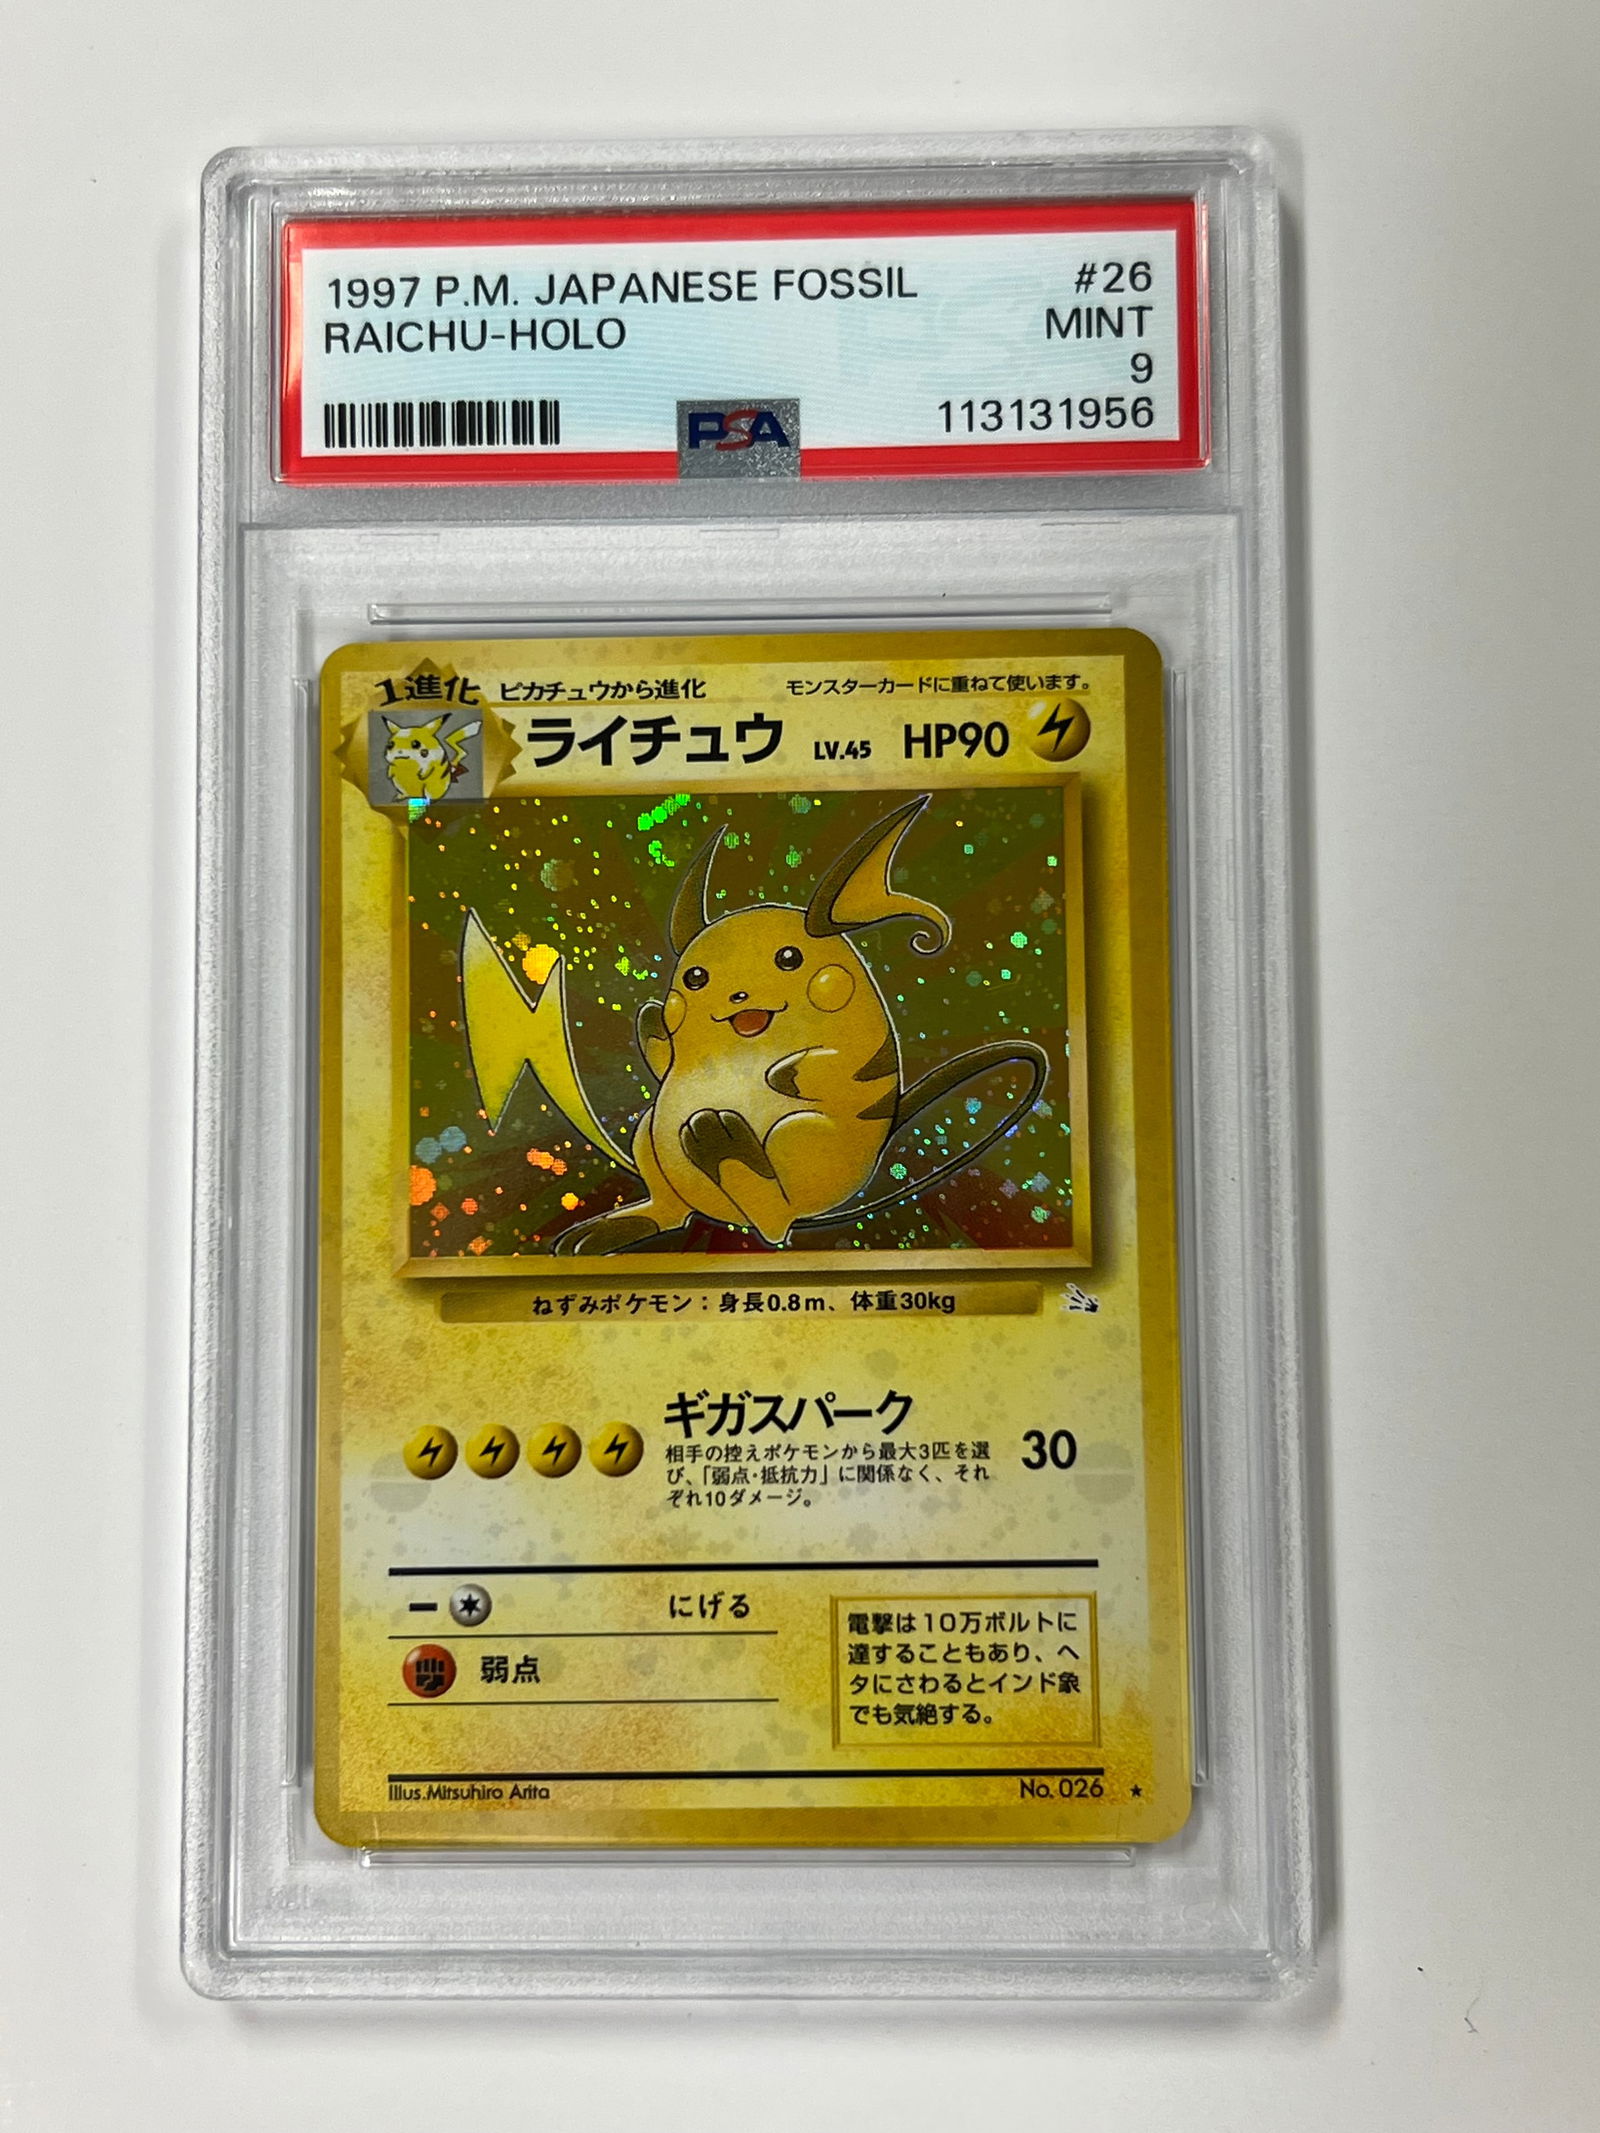 1997 P.M. JAPANESE FOSSIL #26
RAICHU-HOLO MINT
9
PSA 113131956
1進化 ピカチュウから進化 モンスターカードに重ねて使います。
ライチュウ LV.45 HP90
ねずみポケモン：身長0.8m、体重30kg
ギガスパーク
相手の控えポケモンから最大3匹を選
び、「弱点・抵抗力」に関係なく、それ
ぞれ10ダメージ。
30
にげる
弱点
電撃は10万ボルトに
達することもあり、ヘ
タにさわるとインド象
でも気絶する。
Illus.Mitsuhiro Arita No.026 ★